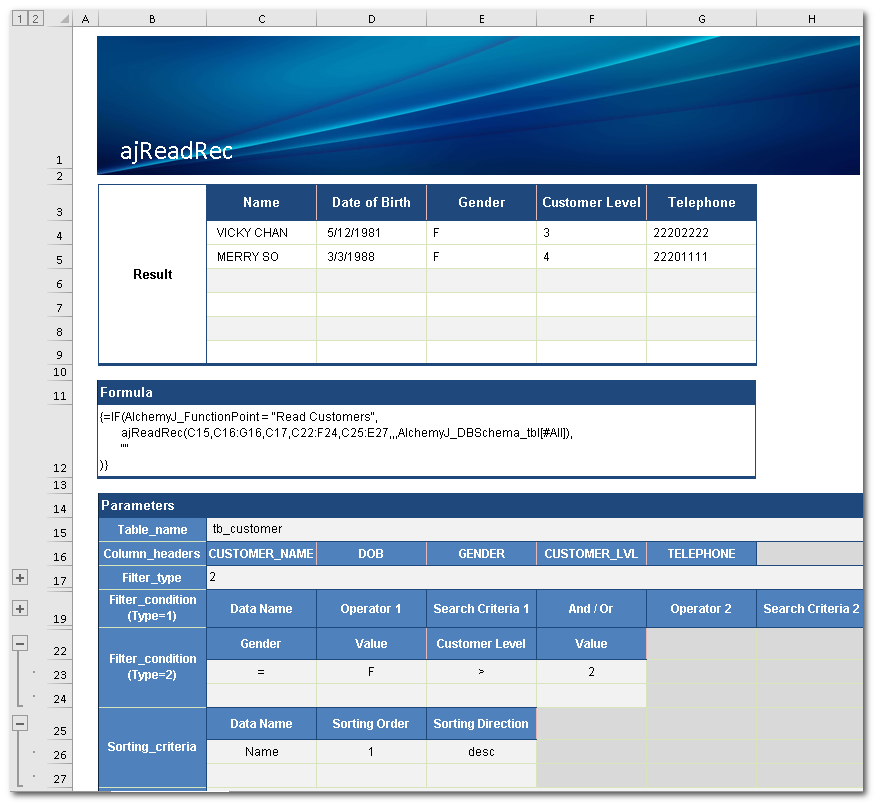 1 2 A B C D E F G H
ajReadRec
1
2
3 Name Date of Birth Gender Customer Level Telephone
4 VICKY CHAN 5/12/1981 F 3 22202222
5 MERRY SO 3/3/1988 F 4 22201111
Result
6
7
8
9
10
11 Formula
{=IF(AlchemyJ_FunctionPoint = "Read Customers",
ajReadRec(C15,C16:G16,C17,C22:F24,C25:E27,,,AlchemyJ_DBSchema_tbl[#All]),
""
12 )}
13
14 Parameters
15 Table_name tb_customer
16 Column_headers CUSTOMER_NAME DOB GENDER CUSTOMER_LVL TELEPHONE
17 Filter_type 2
19 Filter_condition (Type=1) Data Name Operator 1 Search Criteria 1 And / Or Operator 2 Search Criteria 2
22 Gender Value Customer Level Value
Filter_condition
(Type=2)
23 = F > 2
24
25 Data Name Sorting Order Sorting Direction
Sorting_criteria
26 Name 1 desc
27